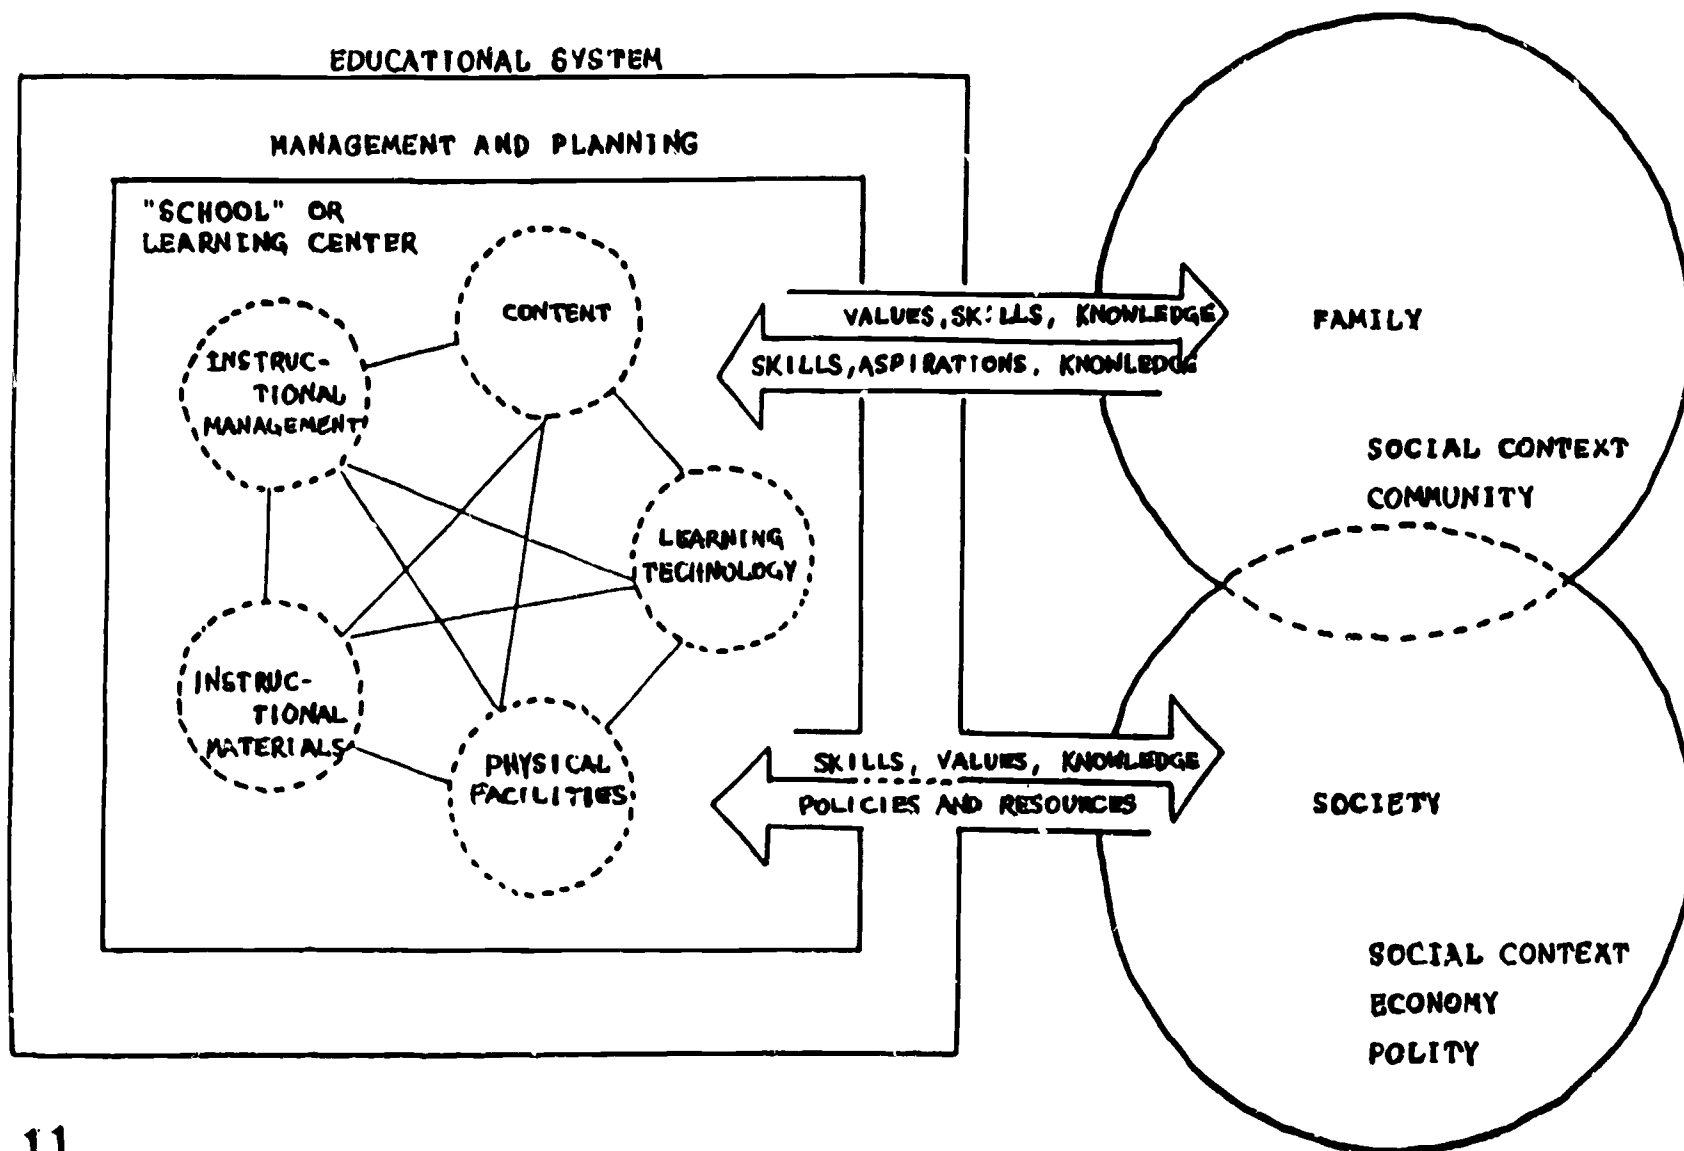 EDUCATIONAL SYSTEM
MANAGEMENT AND PLANNING
"SCHOOL" OR
LEARNING CENTER
CONTENT
INSTRUC-
TIONAL
MANAGEMENT
LEARNING
TECHNOLOGY
INSTRUC-
TIONAL
MATERIALS
PHYSICAL
FACILITIES
VALUES, SKILLS, KNOWLEDGE
SKILLS, ASPIRATIONS, KNOWLEDGE
SKILLS, VALUES, KNOWLEDGE
POLICIES AND RESOURCES
FAMILY
SOCIAL CONTEXT
COMMUNITY
SOCIETY
SOCIAL CONTEXT
ECONOMY
POLITY
11